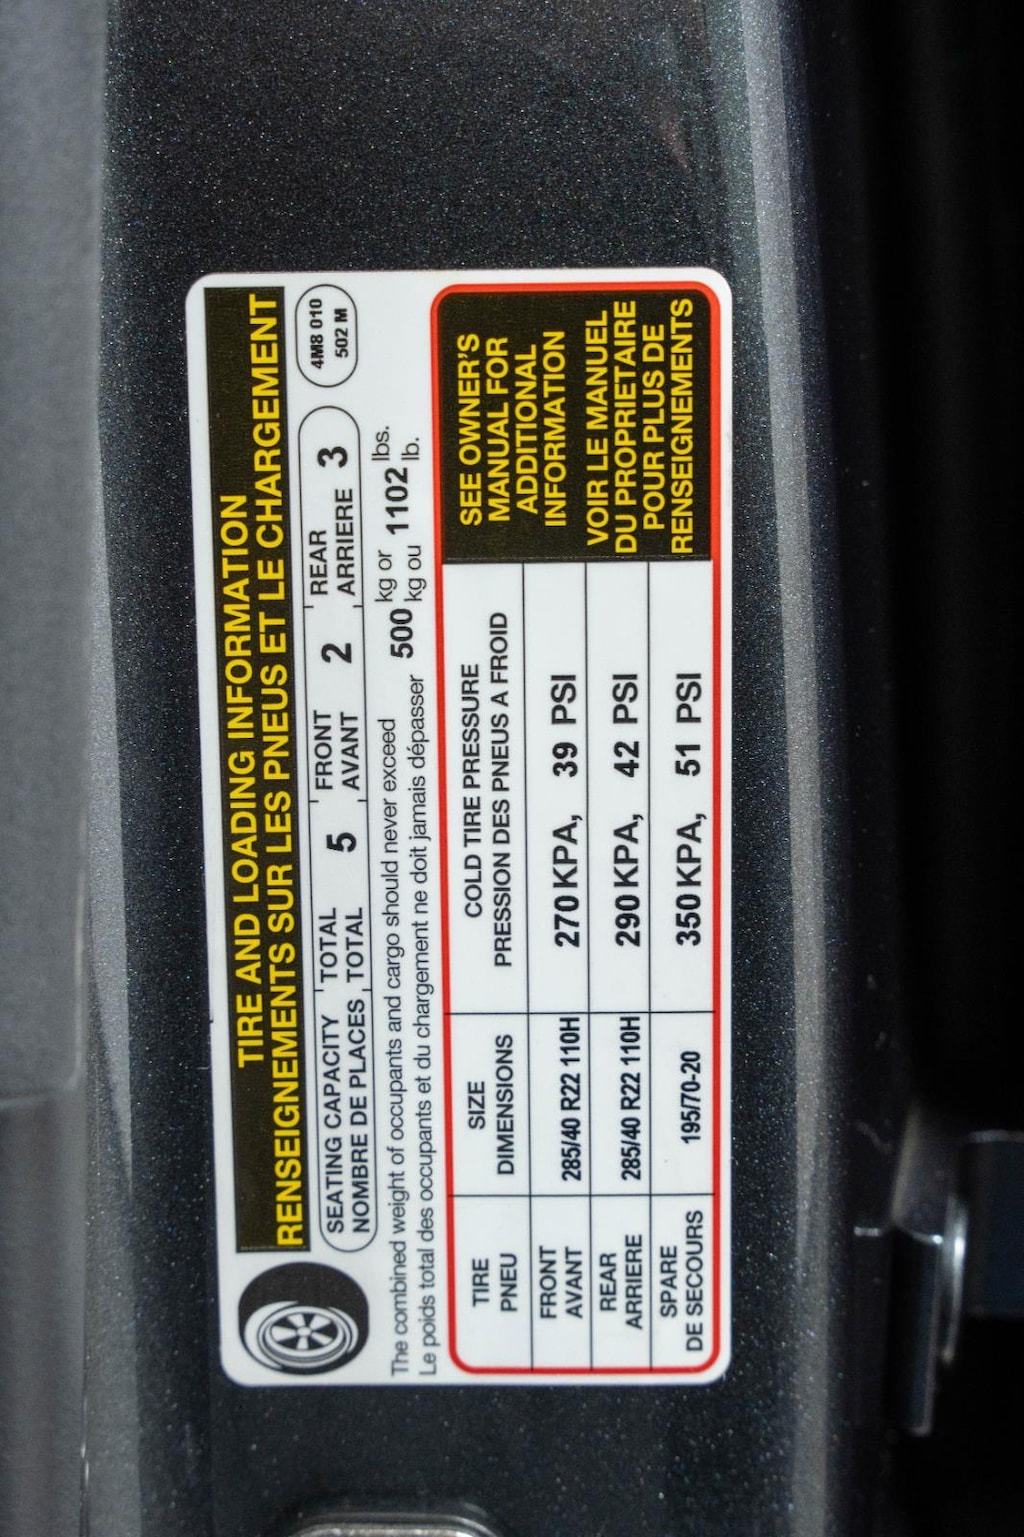 TIRE AND LOADING INFORMATION
RENSEIGNEMENTS SUR LES PNEUS ET LE CHARGEMENT
SEATING CAPACITY TOTAL 5 FRONT 2 REAR 3
NOMBRE DE PLACES TOTAL AVANT ARRIERE
4M8 010
502 M
The combined weight of occupants and cargo should never exceed 500 kg or 1102 lbs.
Le poids total des occupants et du chargement ne doit jamais dépasser kg ou lb.
TIRE SIZE COLD TIRE PRESSURE
PNEU DIMENSIONS PRESSION DES PNEUS A FROID
FRONT
AVANT 285/40 R22 110H 270 KPA, 39 PSI
REAR
ARRIERE 285/40 R22 110H 290 KPA, 42 PSI
SPARE
DE SECOURS 195/70-20 350 KPA, 51 PSI
SEE OWNER'S
MANUAL FOR
ADDITIONAL
INFORMATION
VOIR LE MANUEL
DU PROPRIETAIRE
POUR PLUS DE
RENSEIGNEMENTS